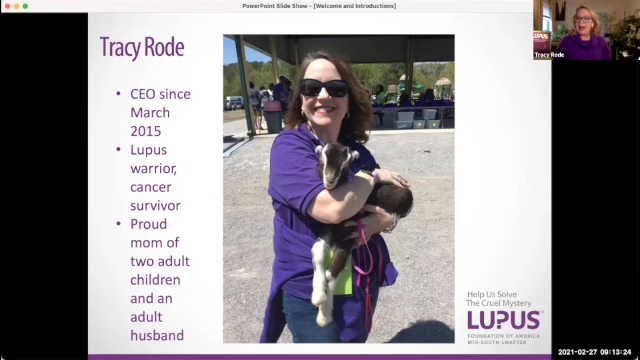 PowerPoint Slide Show - [Welcome and Introductions]
Tracy Rode
• CEO since
March
2015
• Lupus
warrior,
cancer
survivor
• Proud
mom of
two adult
children
and an
adult
husband
LUPUS
Tracy Rode
Help Us Solve
The Cruel Mystery
LUPUS
FOUNDATION OF AMERICA
MID-SOUTH CHAPTER
2021-02-27 09:13:24